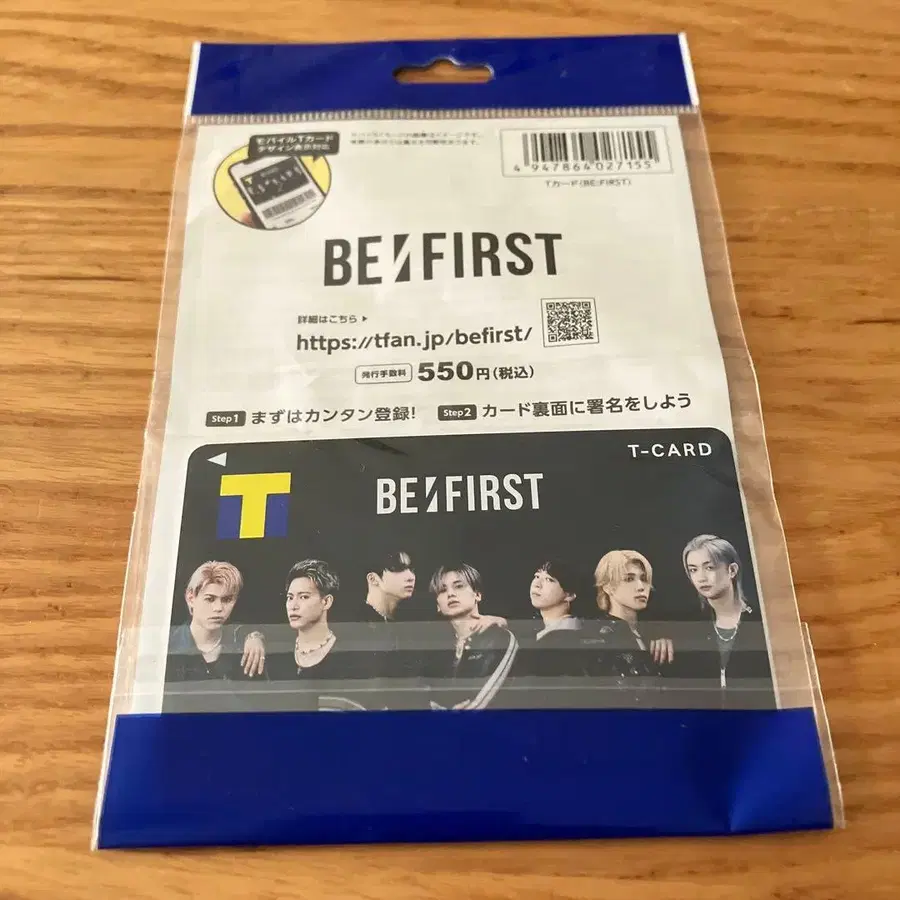 モバイルTカード
デザイン表示対応
4 947864 027155
Tカード(BE:FIRST)
BE:FIRST
詳細はこちら ▶
https://tfan.jp/befirst/
発行手数料 550円(税込)
Step1 まずはカンタン登録! Step2 カード裏面に署名をしよう
T-CARD
T
BE:FIRST